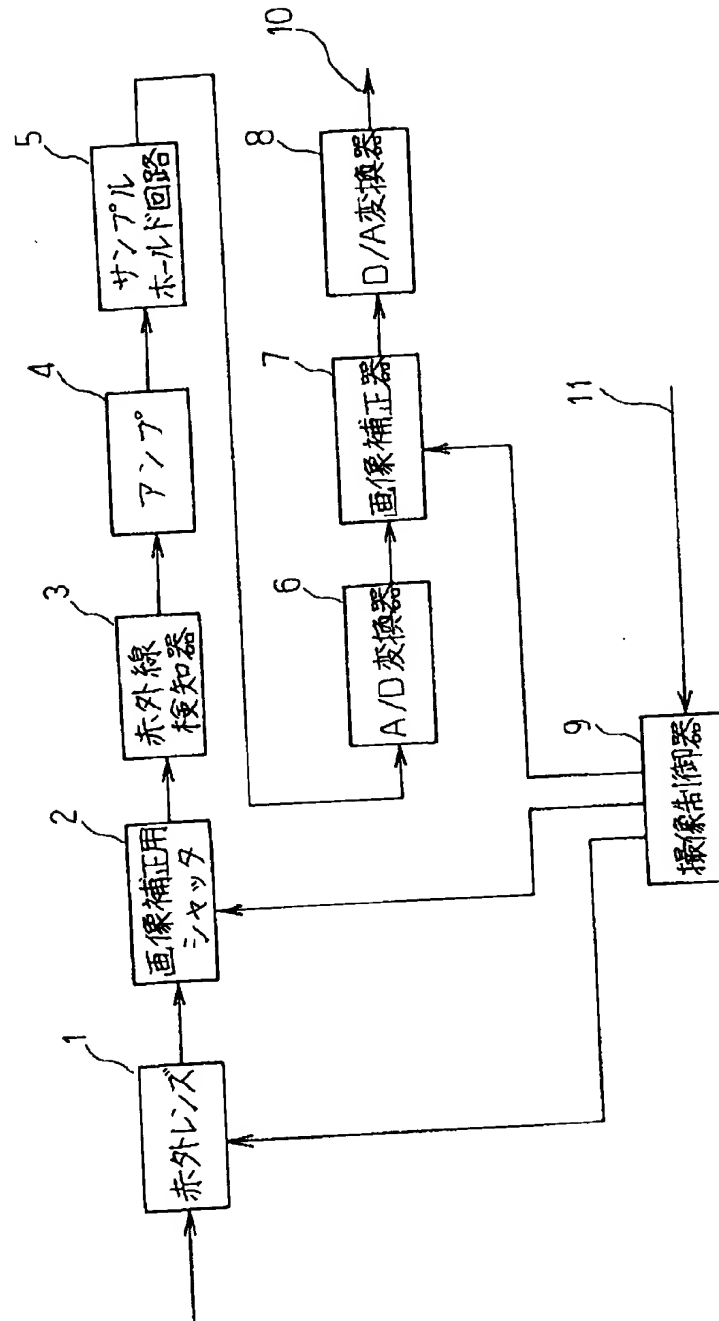 1
赤外レンズ
2
画像補正用
シャッタ
3
赤外線
検知器
4
アンプ
5
サンプル
ホールド回路
6
A/D変換器
7
画像補正器
8
D/A変換器
10
9
撮像制御器
11